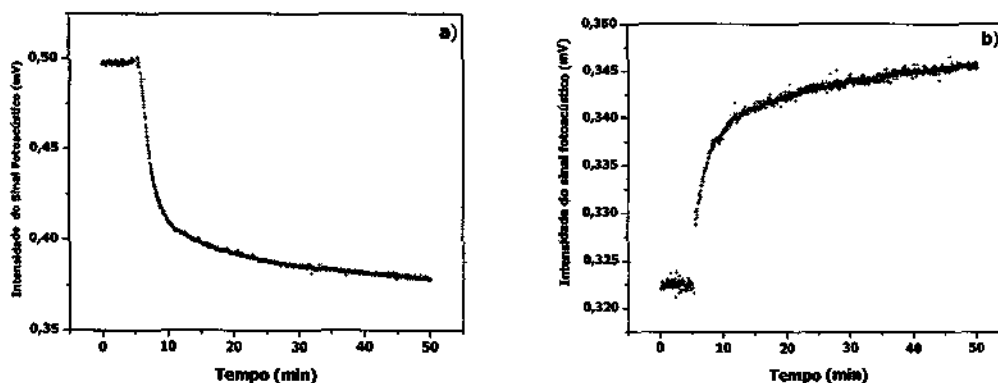 a)
Intensidade do Sinal Fotoacústico (mV)
0,50
0,45
0,40
0,35
0 10 20 30 40 50
Tempo (min)
b)
Intensidade do sinal fotoacústico (mV)
0,350
0,345
0,340
0,335
0,330
0,325
0,320
0 10 20 30 40 50
Tempo (min)